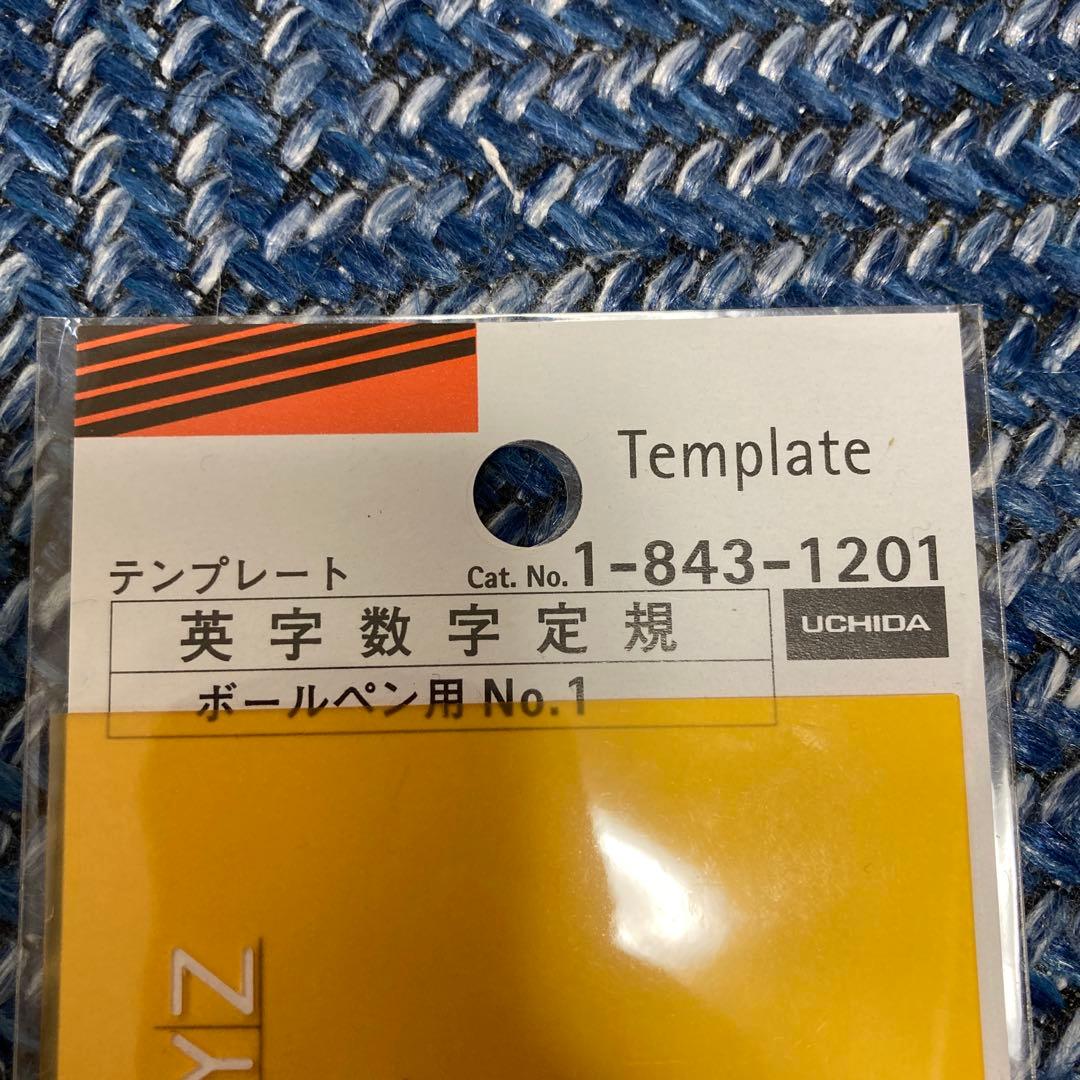 Template
テンプレート
Cat. No. 1-843-1201
英字数字定規
UCHIDA
ボールペン用 No.1
Y Z